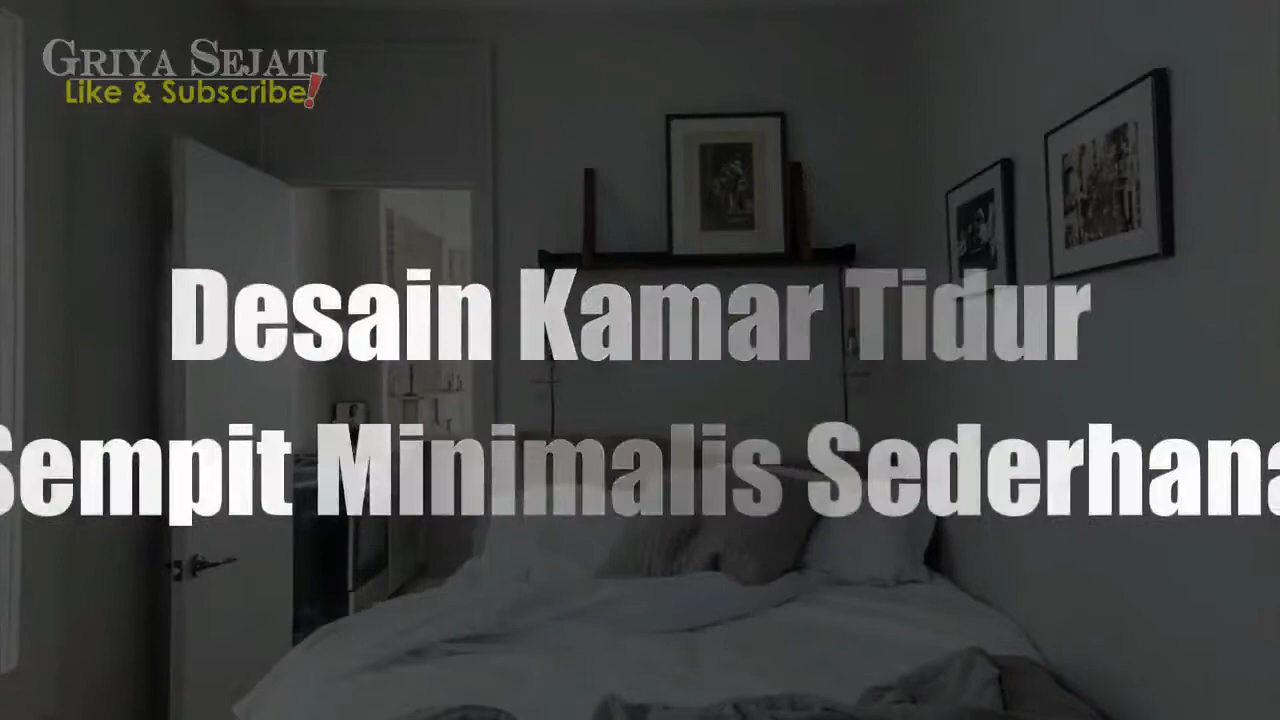 GRIYA SEJATI
Like & Subscribe!
Desain Kamar Tidur
Sempit Minimalis Sederhana